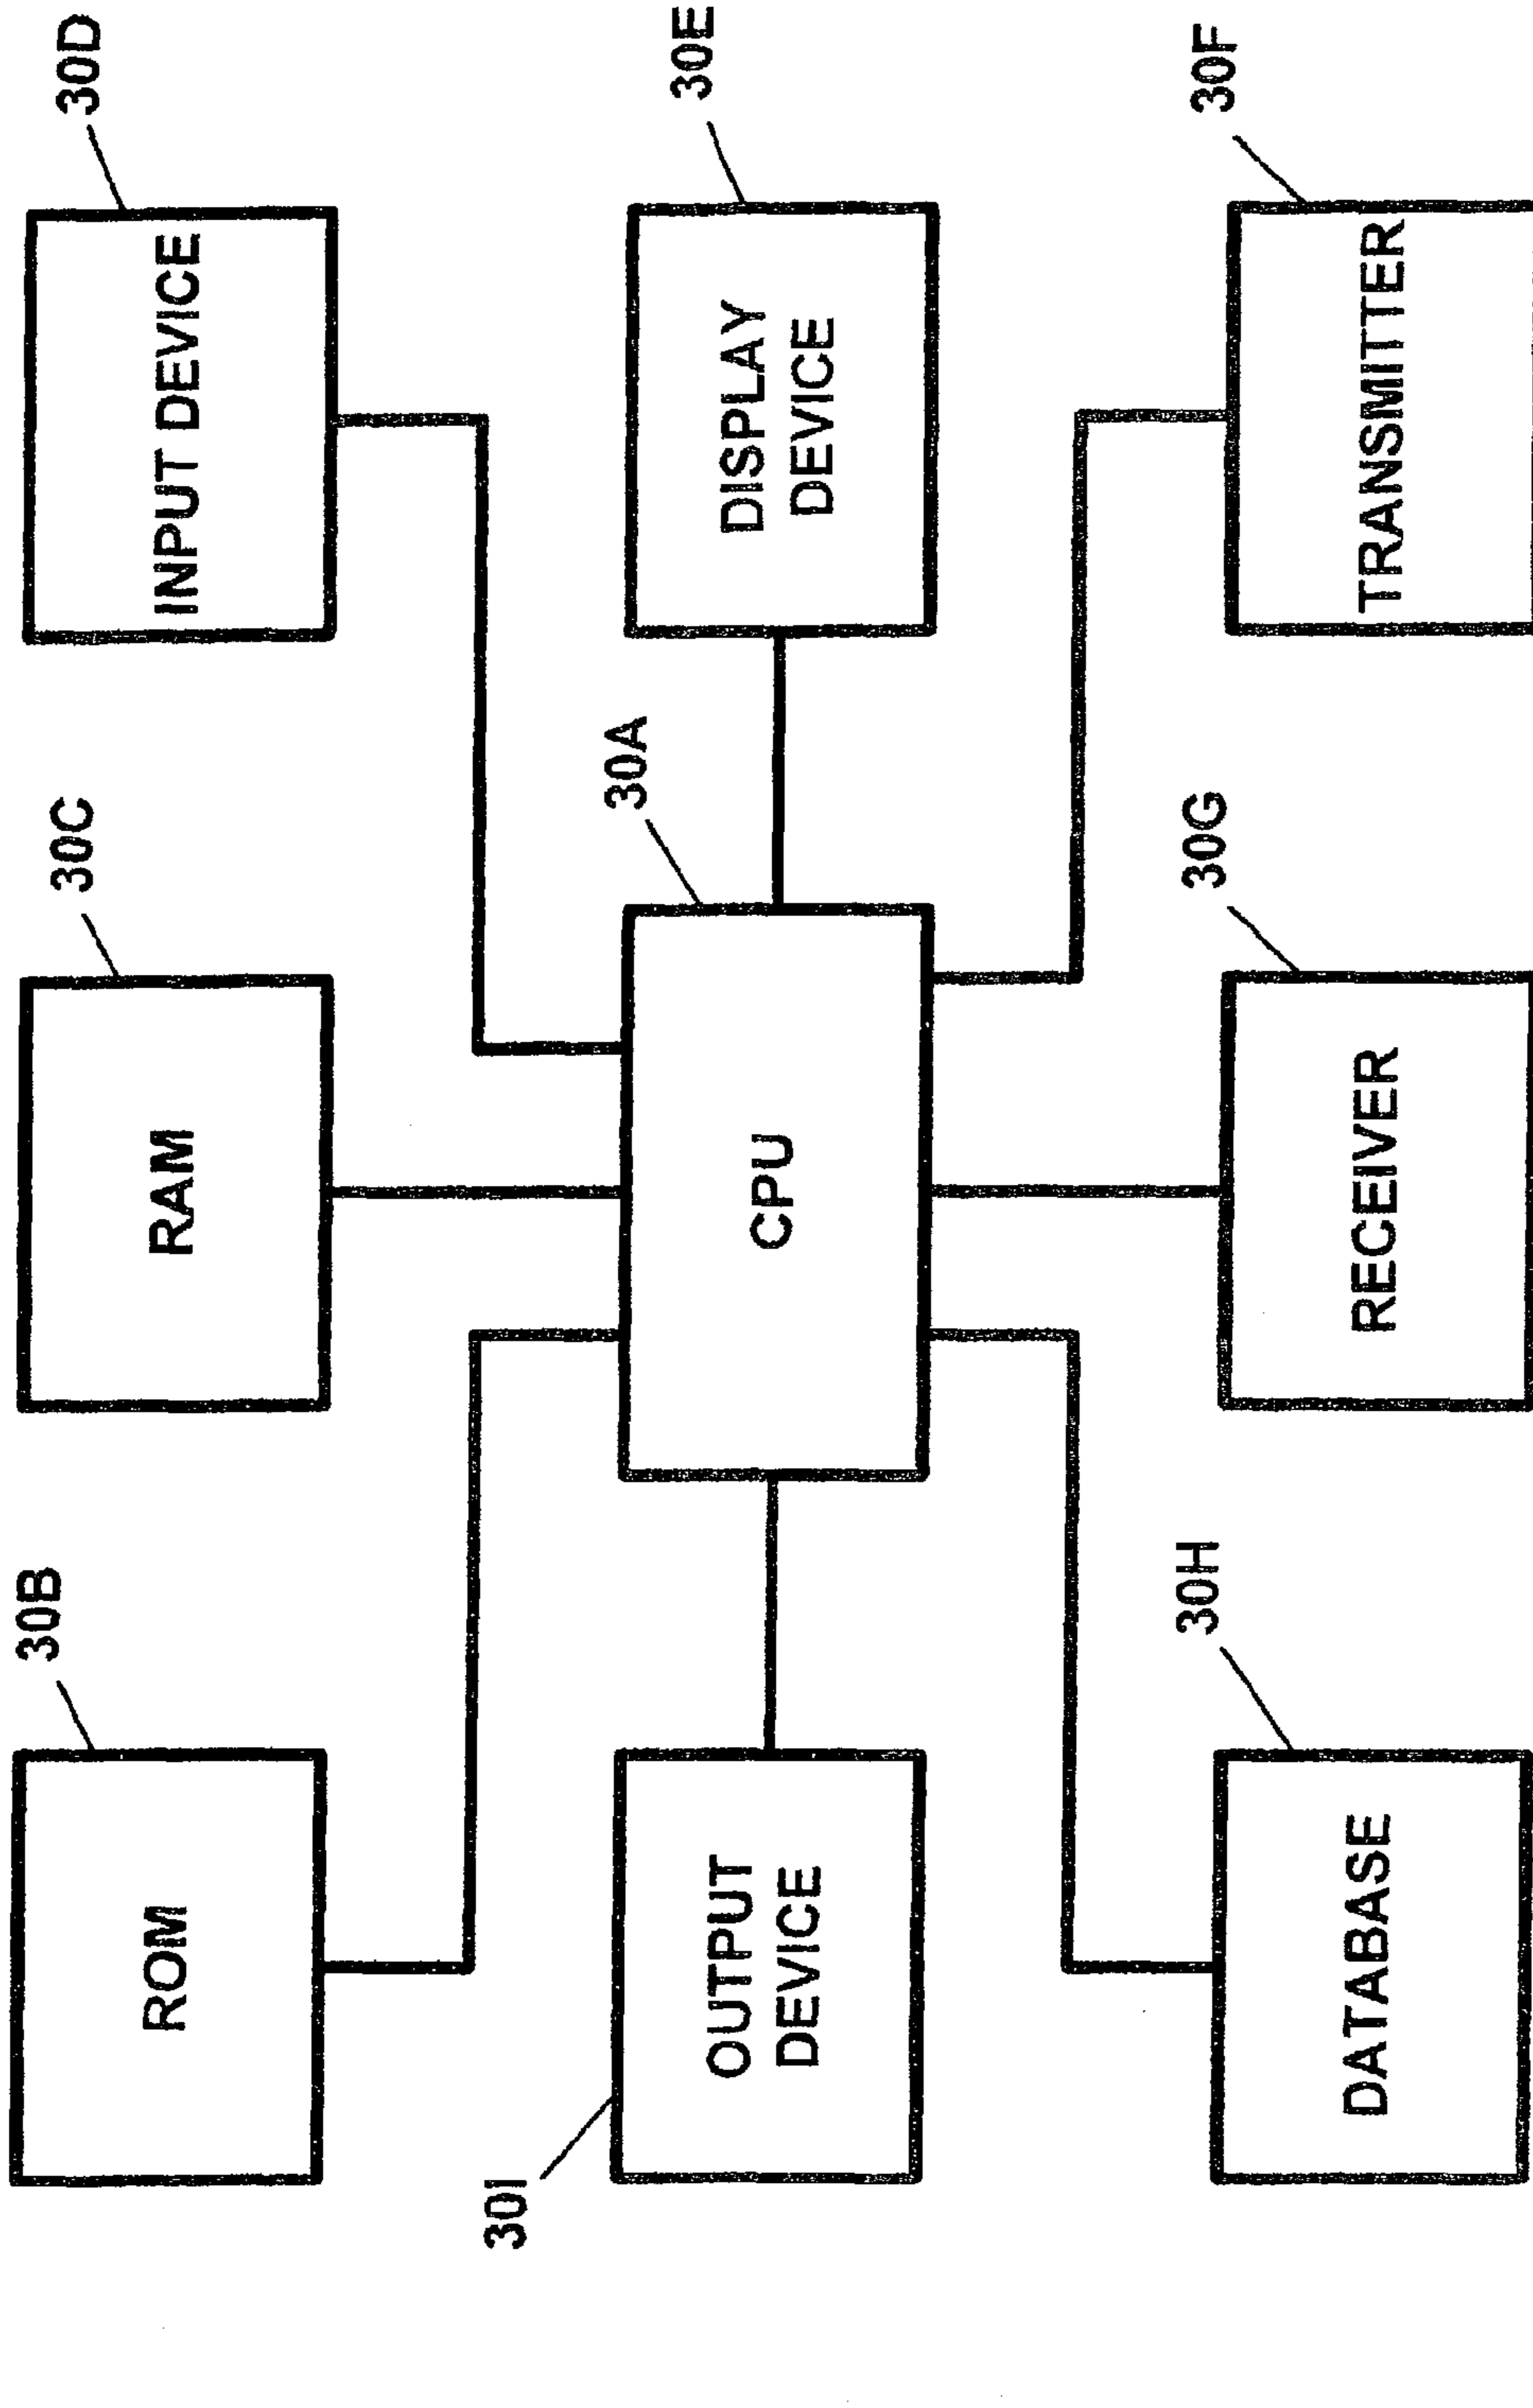 30B
30C
30D
ROM
RAM
INPUT DEVICE
30I
30A
30E
OUTPUT
DEVICE
CPU
DISPLAY
DEVICE
30H
30G
30F
DATABASE
RECEIVER
TRANSMITTER